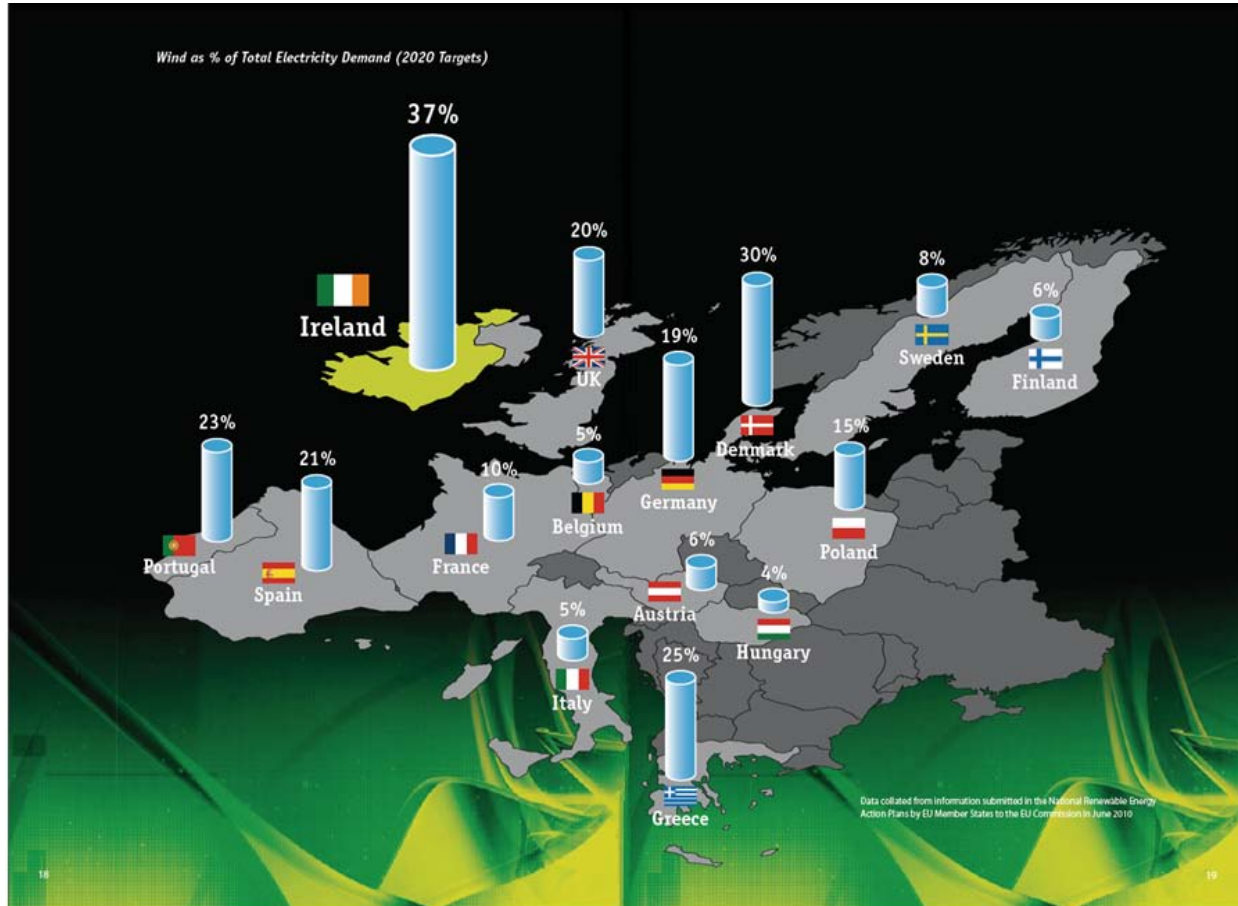 Wind as % of Total Electricity Demand (2020 Targets)
37%
Ireland
20%
UK
30%
Denmark
8%
Sweden
6%
Finland
19%
Germany
23%
Portugal
21%
Spain
10%
France
5%
Belgium
15%
Poland
6%
Austria
4%
Hungary
5%
Italy
25%
Greece
Data collated from information submitted in the National Renewable Energy
Action Plans by EU Member States to the EU Commission in June 2010
18
19